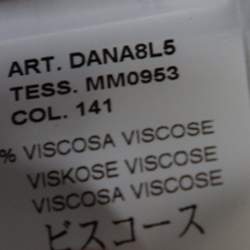 ART. DANA8L5
TESS. MM0953
COL. 141
% VISCOSA VISCOSE
VISKOSE VISCOSE
VISCOSA VISCOSE
ビスコース